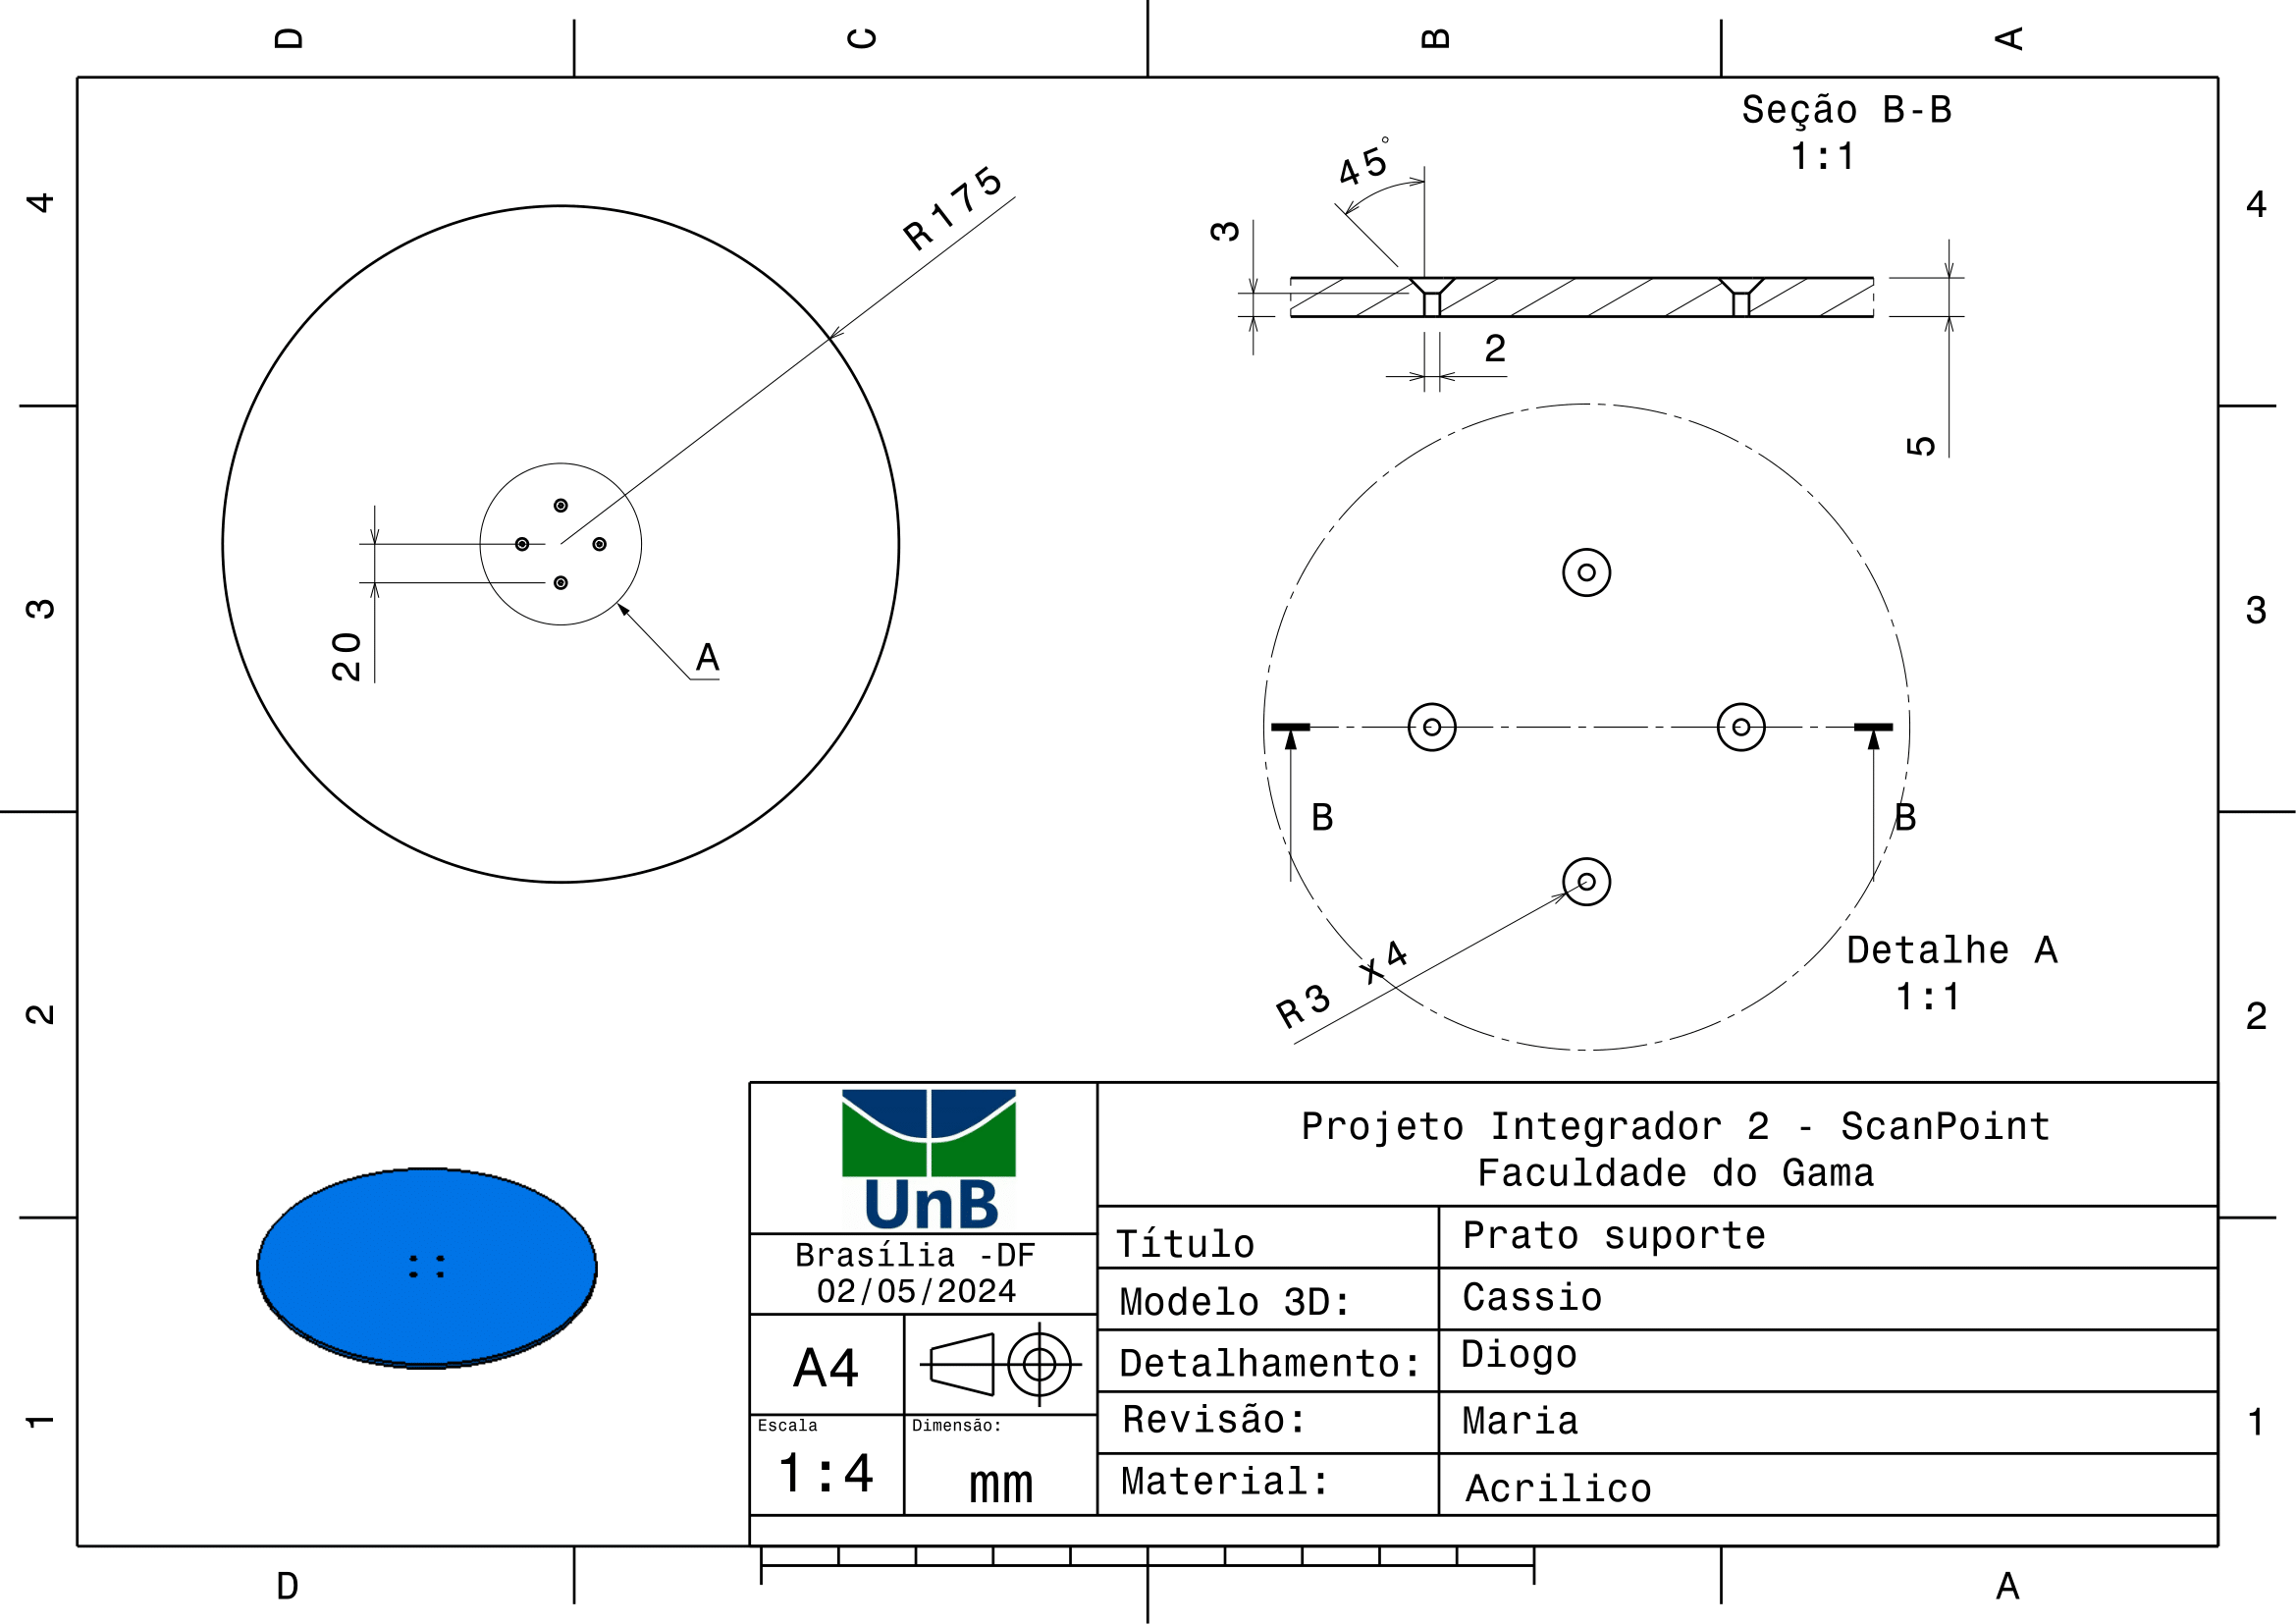 D
C
B
A
4
3
2
1
4
3
2
1
D
A
R175
20
A
Seção B-B
1:1
45°
3
2
5
B
B
R3 x4
Detalhe A
1:1
UnB
Brasília -DF
02/05/2024
A4
Escala
1:4
Dimensão:
mm
Projeto Integrador 2 - ScanPoint
Faculdade do Gama
Título
Prato suporte
Modelo 3D:
Cassio
Detalhamento:
Diogo
Revisão:
Maria
Material:
Acrilico